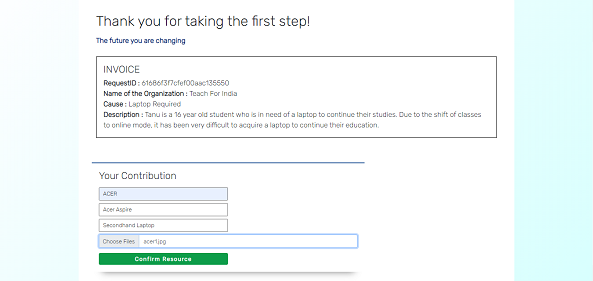 Thank you for taking the first step!
The future you are changing
INVOICE
RequestID : 61686f3f7cfef00aac135550
Name of the Organization : Teach For India
Cause : Laptop Required
Description : Tanu is a 16 year old student who is in need of a laptop to continue their studies. Due to the shift of classes
to online mode, it has been very difficult to acquire a laptop to continue their education.
Your Contribution
ACER
Acer Aspire
Secondhand Laptop
Choose Files acer1.jpg
Confirm Resource